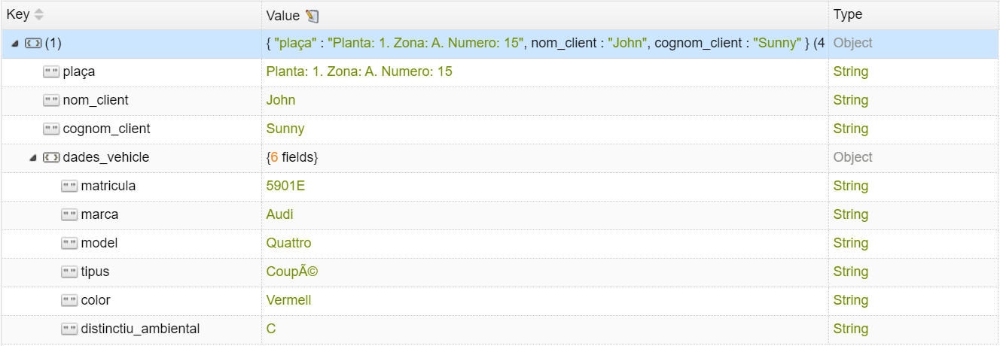 Key Value Type
(1) { "plaça" : "Planta: 1. Zona: A. Numero: 15", nom_client : "John", cognom_client : "Sunny" } (4 Object
plaça Planta: 1. Zona: A. Numero: 15 String
nom_client John String
cognom_client Sunny String
dades_vehicle {6 fields} Object
matricula 5901E String
marca Audi String
model Quattro String
tipus CoupÃ© String
color Vermell String
distinctiu_ambiental C String